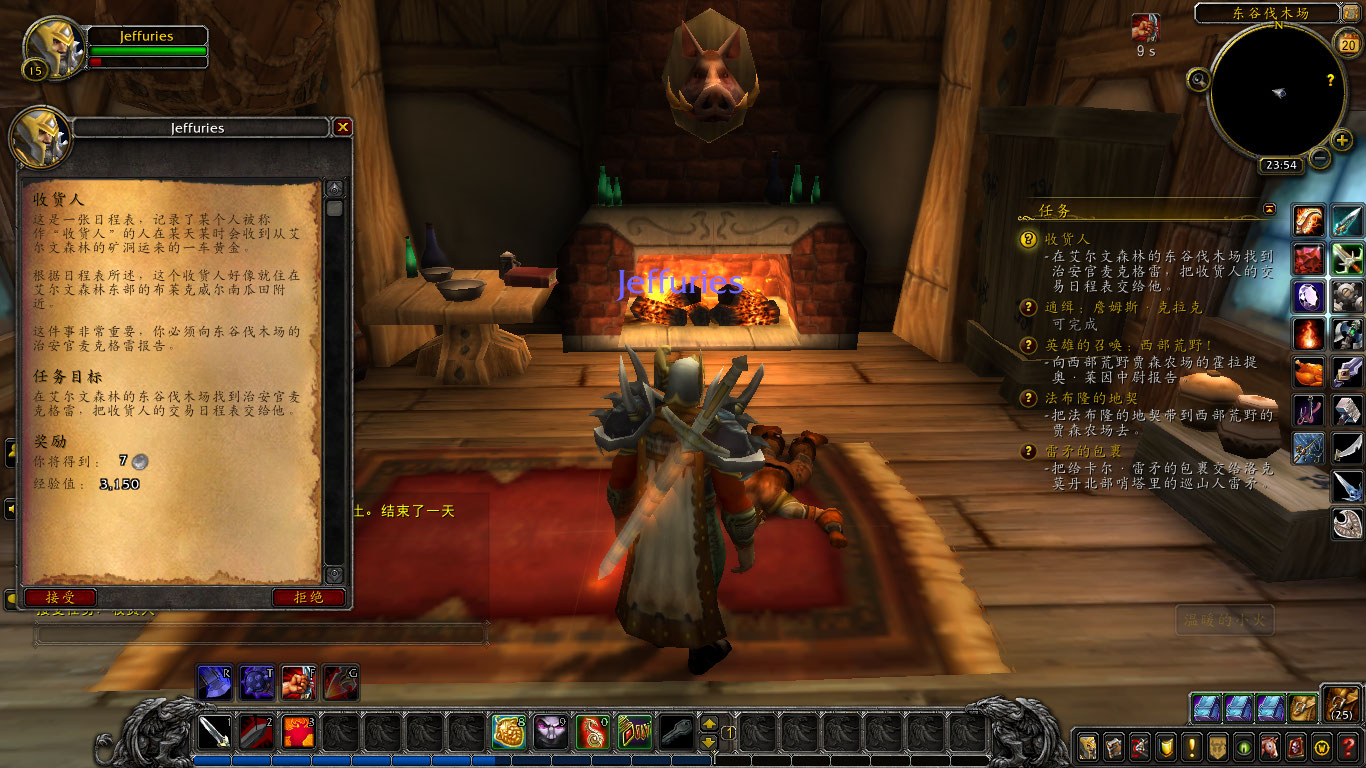 Jeffuries
15
9 s
东谷伐木场
N
20
23:54
Jeffuries
收货人
这是一张日程表，记录了某个人被称
作“收货人”的人在某天某时会收到从艾
尔文森林的矿洞运来的一车黄金。
根据日程表所述，这个收货人好像就住在
艾尔文森林东部的布莱克威尔南瓜田附
近。
这件事非常重要，你必须向东谷伐木场的
治安官麦克格雷报告。
任务目标
在艾尔文森林的东谷伐木场找到治安官麦
克格雷，把收货人的交易日程表交给他。
奖励
你将得到： 7
经验值： 3,150
接受
拒绝
Jeffuries
任务
收货人
-在艾尔文森林的东谷伐木场找到
治安官麦克格雷，把收货人的交
易日程表交给他。
通缉：詹姆斯·克拉克
可完成
英雄的召唤：西部荒野！
-向西部荒野贾森农场的霍拉提
奥·莱因中尉报告。
法布隆的地契
-把法布隆的地契带到西部荒野的
贾森农场去。
雷矛的包裹
-把给卡尔·雷矛的包裹交给洛克
莫丹北部哨塔里的巡山人雷矛。
土。结束了一天
温暖的小火
R
T
F
G
2
3
8
9
0
1
(25)